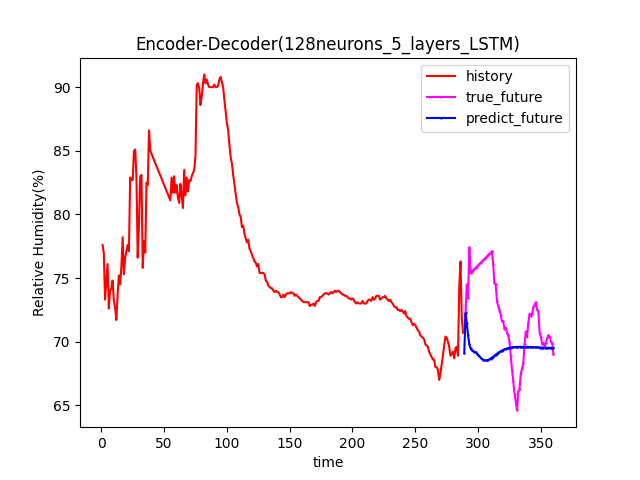 Encoder-Decoder(128neurons_5_layers_LSTM)
history
true_future
predict_future
Relative Humidity(%)
90
85
80
75
70
65
0 50 100 150 200 250 300 350
time